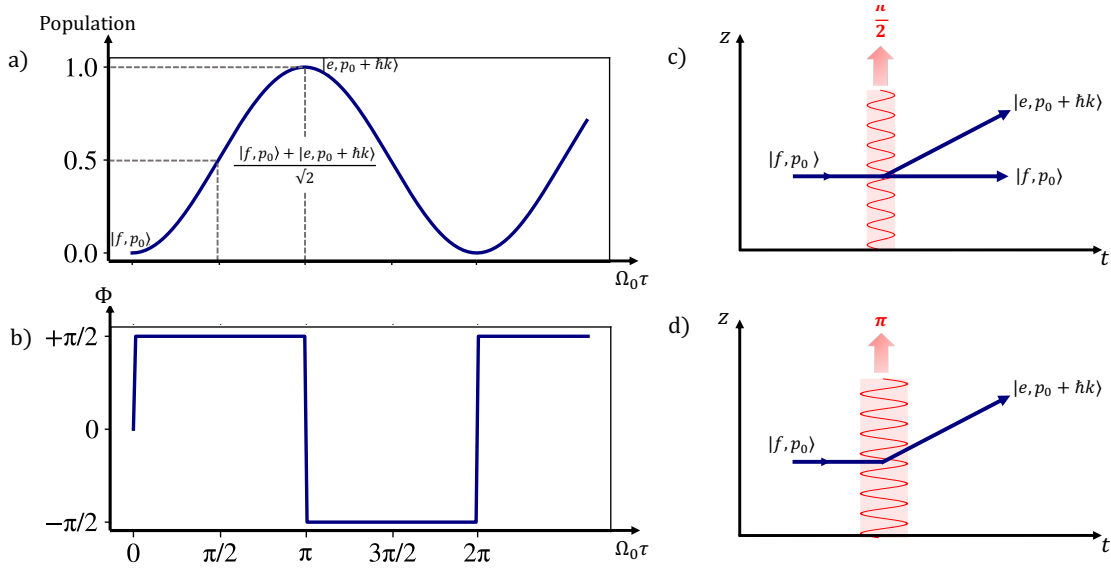 Population
a)
1.0
|e, p₀ + ħk⟩
0.5
|f, p₀⟩ + |e, p₀ + ħk⟩
√2
|f, p₀⟩
0.0
Ω₀τ
Φ
b)
+π/2
0
−π/2
0 π/2 π 3π/2 2π
Ω₀τ
c)
z
π
2
|e, p₀ + ħk⟩
|f, p₀ ⟩
|f, p₀⟩
t
d)
z
π
|e, p₀ + ħk⟩
|f, p₀⟩
t